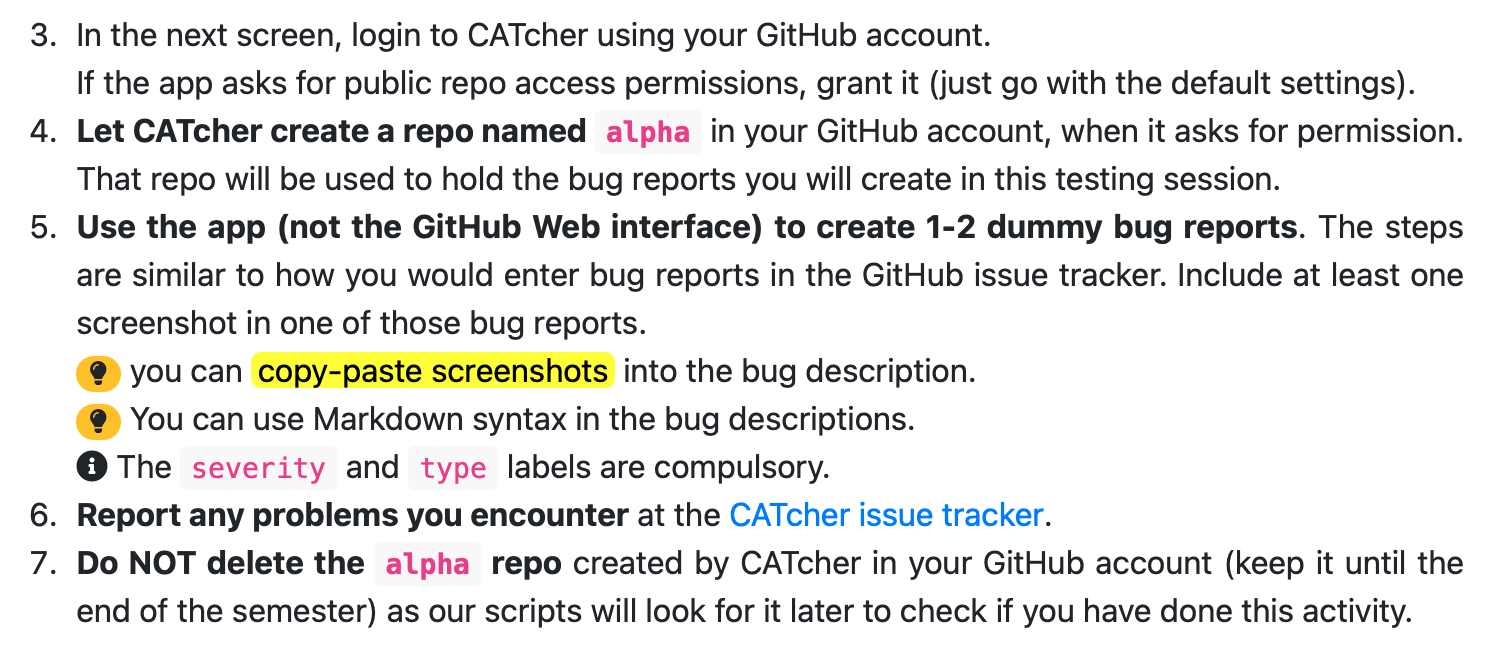 3. In the next screen, login to CATcher using your GitHub account.
If the app asks for public repo access permissions, grant it (just go with the default settings).
4. Let CATcher create a repo named alpha in your GitHub account, when it asks for permission.
That repo will be used to hold the bug reports you will create in this testing session.
5. Use the app (not the GitHub Web interface) to create 1-2 dummy bug reports. The steps
are similar to how you would enter bug reports in the GitHub issue tracker. Include at least one
screenshot in one of those bug reports.
you can copy-paste screenshots into the bug description.
You can use Markdown syntax in the bug descriptions.
The severity and type labels are compulsory.
6. Report any problems you encounter at the CATcher issue tracker.
7. Do NOT delete the alpha repo created by CATcher in your GitHub account (keep it until the
end of the semester) as our scripts will look for it later to check if you have done this activity.